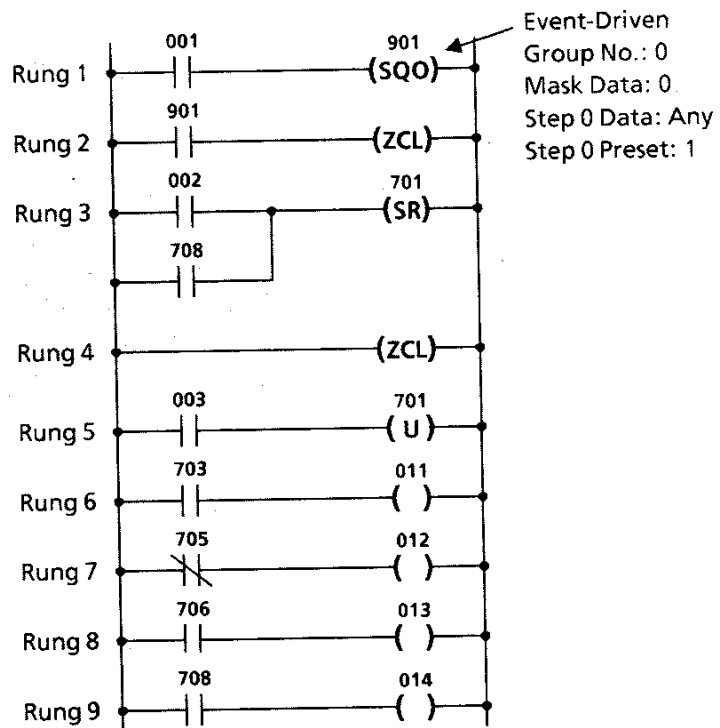 Event-Driven
Group No.: 0
Mask Data: 0
Step 0 Data: Any
Step 0 Preset: 1
001 901
Rung 1 (SQO)
901
Rung 2 (ZCL)
002 701
Rung 3 (SR)
708
Rung 4 (ZCL)
003 701
Rung 5 (U)
703 011
Rung 6 ( )
705 012
Rung 7 ( )
706 013
Rung 8 ( )
708 014
Rung 9 ( )